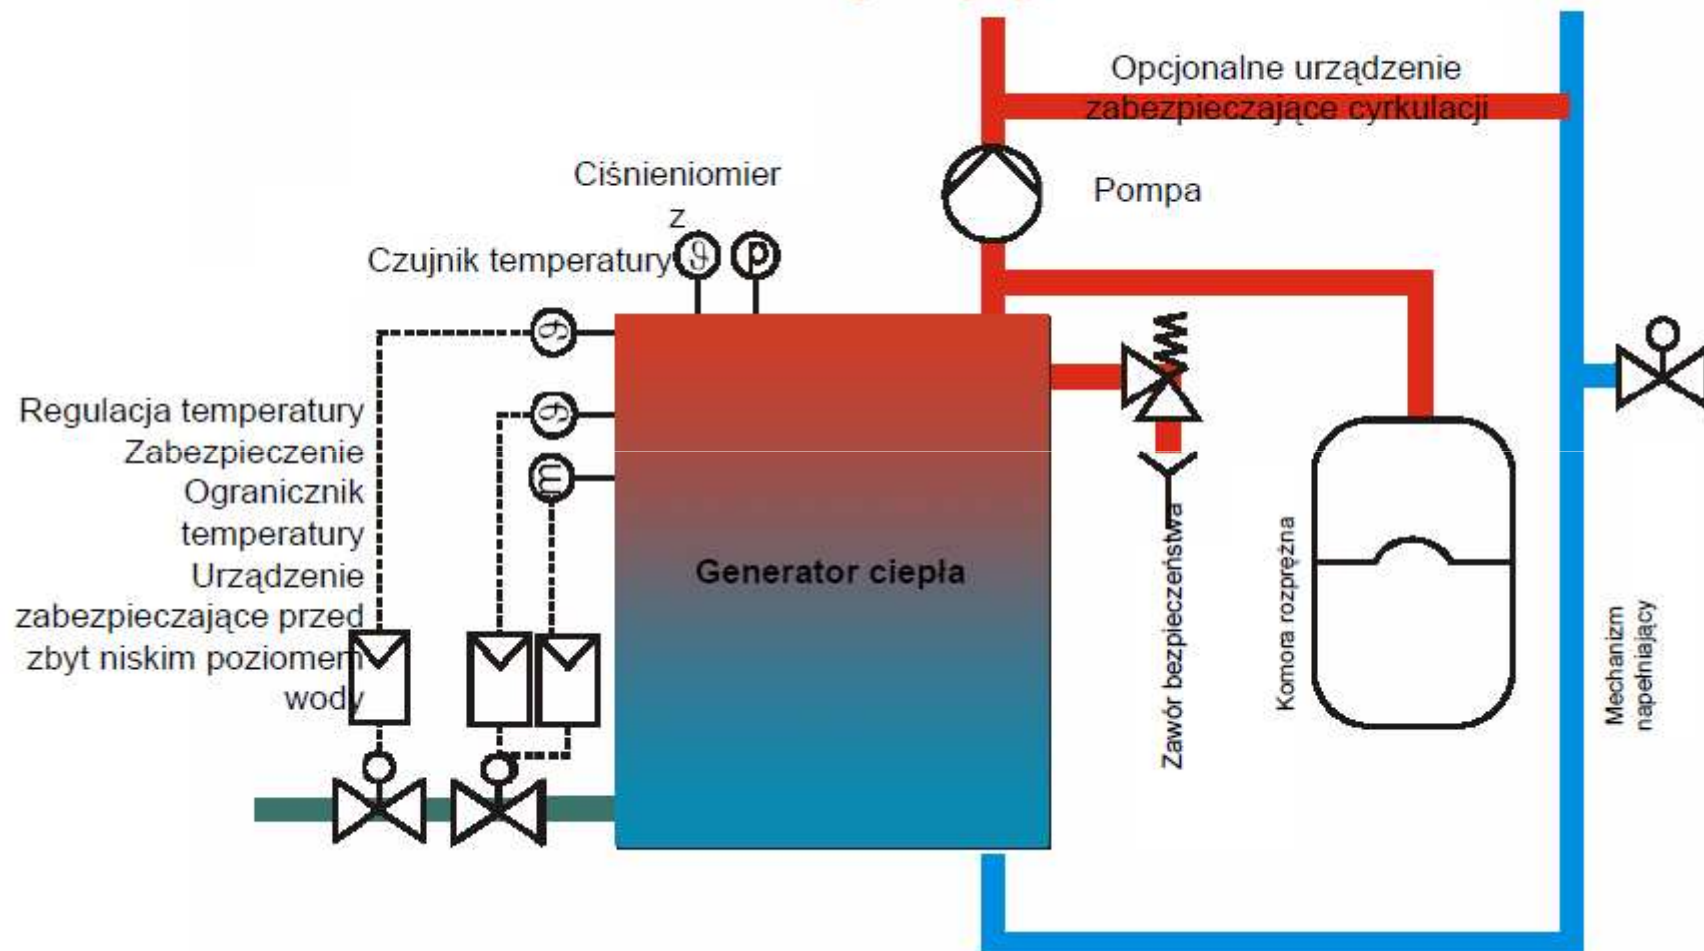 Opcjonalne urządzenie
zabezpieczające cyrkulacji
Ciśnieniomier
z
Pompa
Czujnik temperatury
ϑ
p
ϑ
Regulacja temperatury
ϑ
Zabezpieczenie
Ogranicznik
m
temperatury
Urządzenie
zabezpieczające przed
zbyt niskim poziomem
wody
Generator ciepła
Zawór bezpieczeństwa
Komora rozprężna
Mechanizm
napełniający